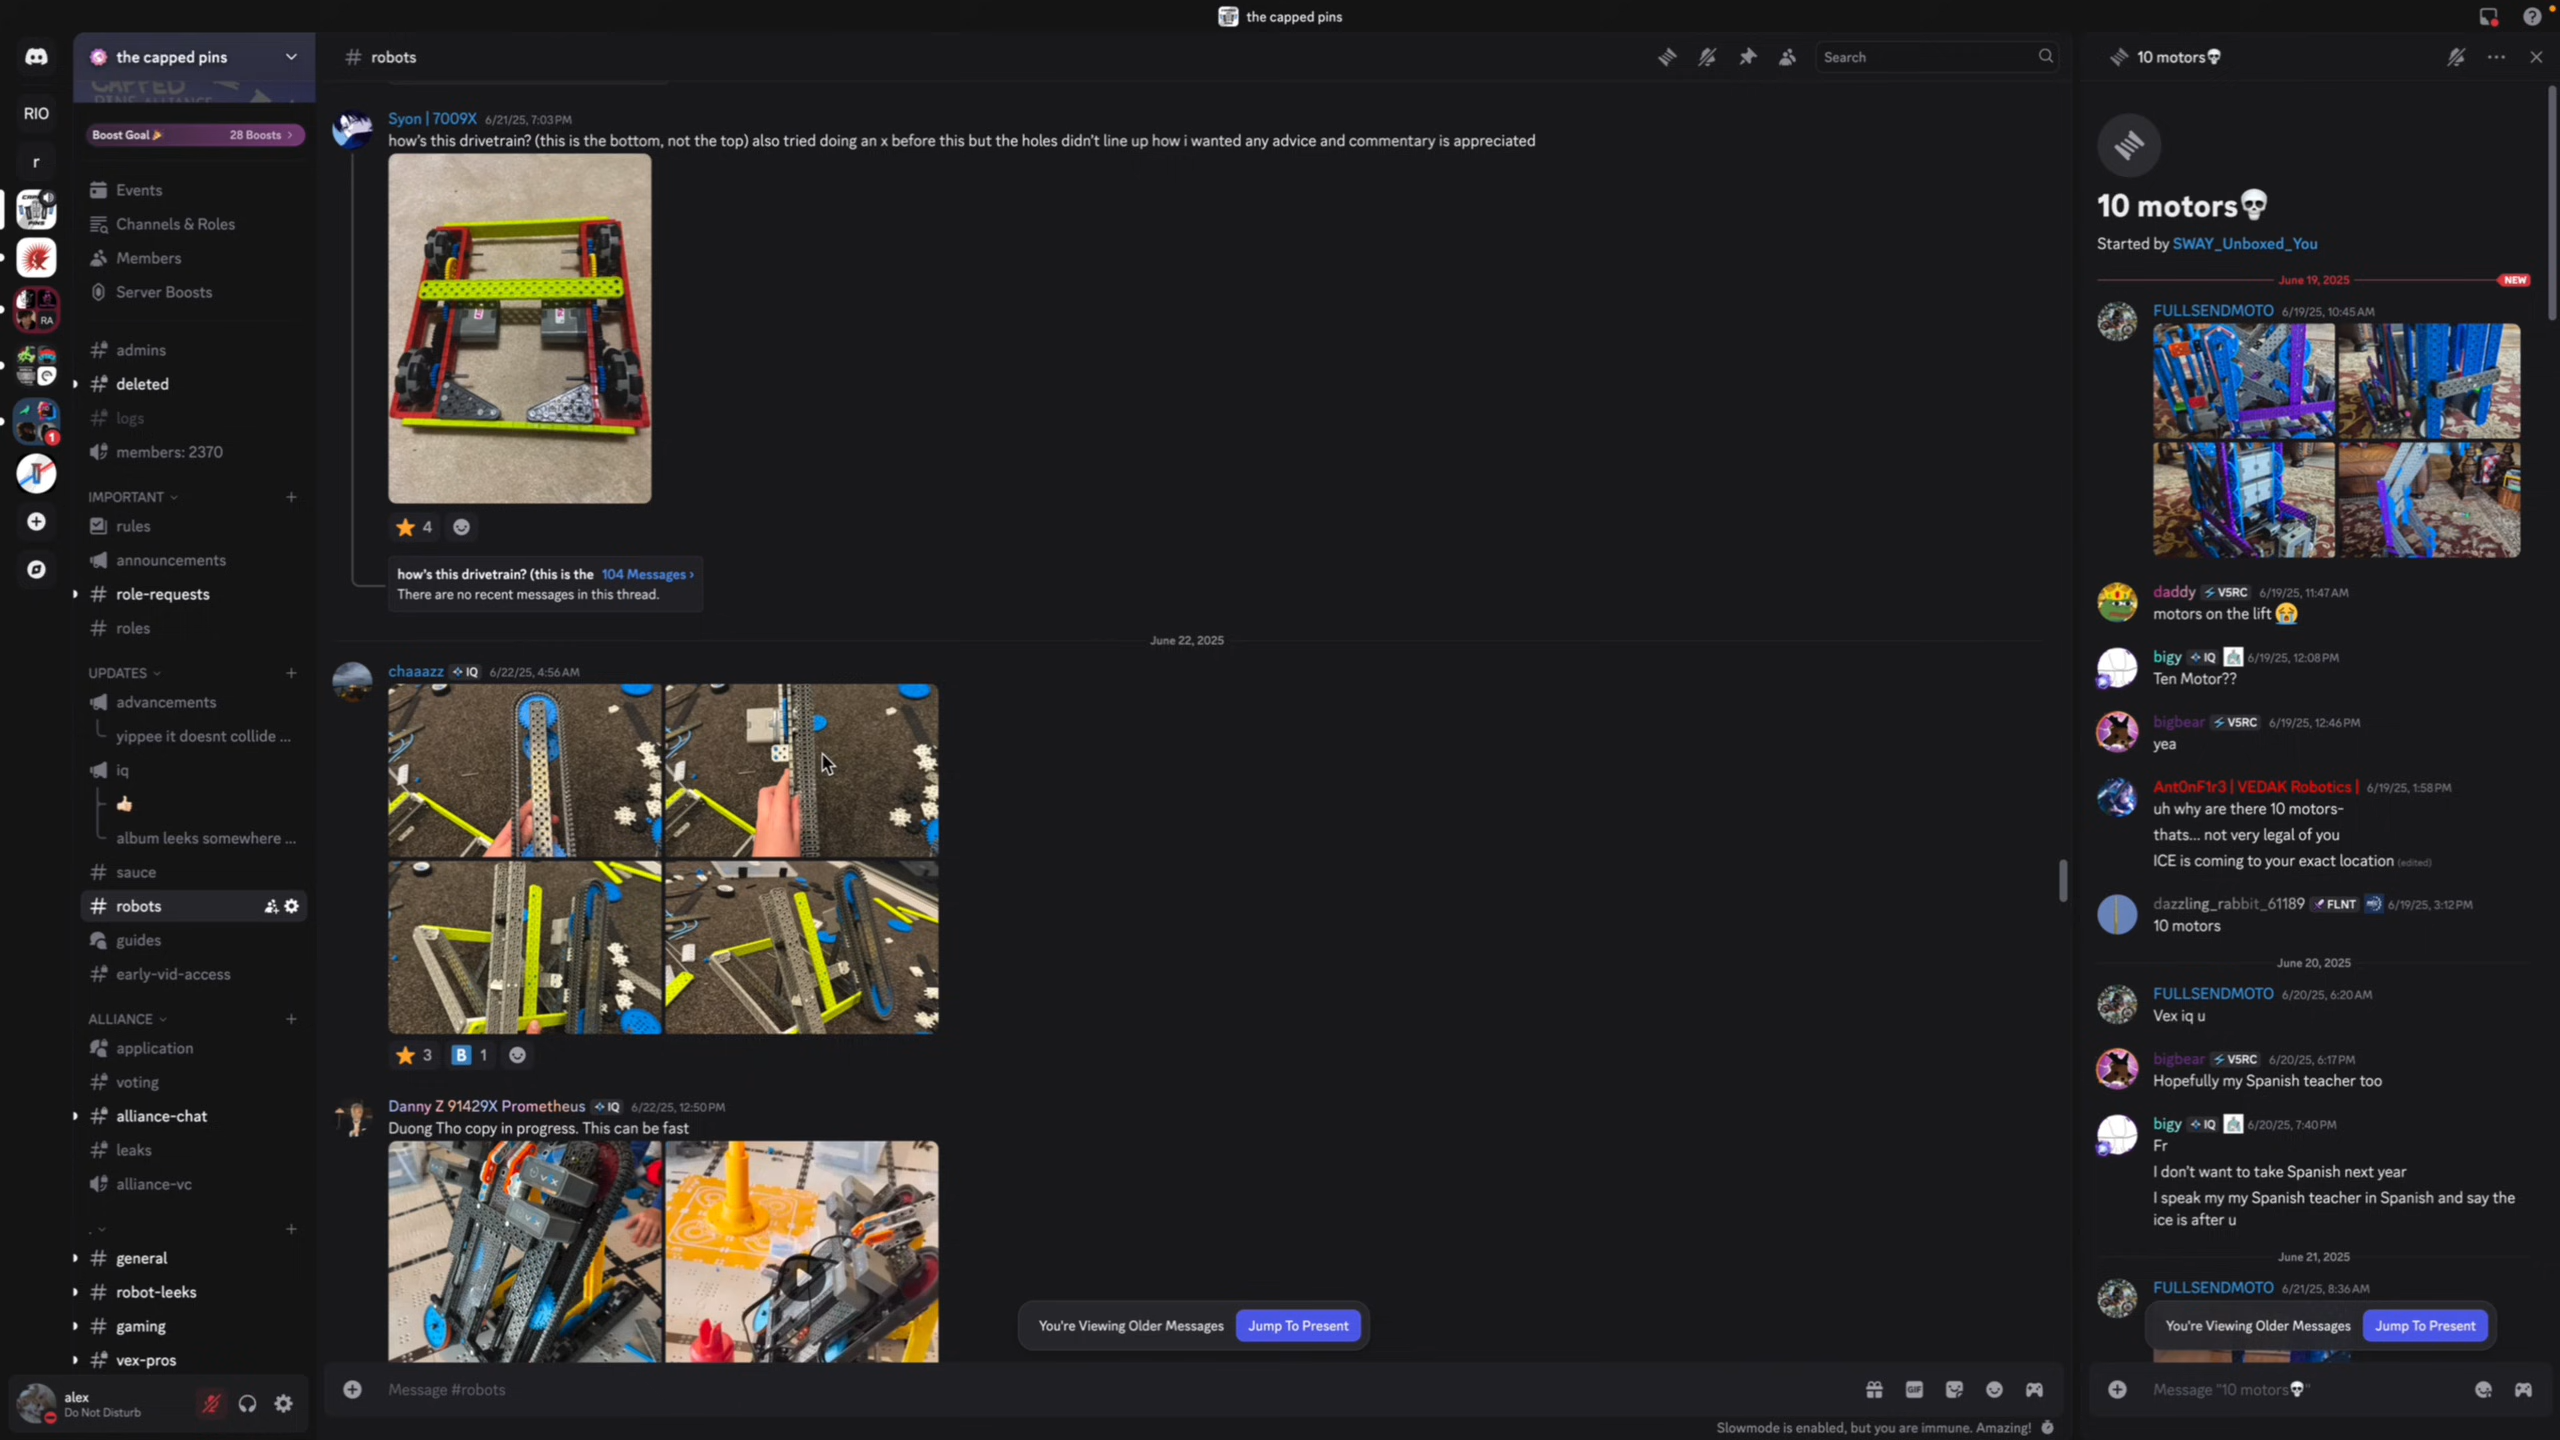 the capped pins
RIO
r
RA
1
the capped pins
CAPPED
PINS ALLIANCE
Boost Goal 🎉
28 Boosts
Events
Channels & Roles
Members
Server Boosts
admins
deleted
logs
members: 2370
IMPORTANT
rules
announcements
role-requests
roles
UPDATES
advancements
yippee it doesnt collide ...
iq
👍🏻
album leeks somewhere ...
sauce
robots
guides
early-vid-access
ALLIANCE
application
voting
alliance-chat
leaks
alliance-vc
.
general
robot-leeks
gaming
vex-pros
alex
Do Not Disturb
# robots
Search
Syon | 7009X 6/21/25, 7:03 PM
how's this drivetrain? (this is the bottom, not the top) also tried doing an x before this but the holes didn't line up how i wanted any advice and commentary is appreciated
⭐ 4
how's this drivetrain? (this is the 104 Messages ›
There are no recent messages in this thread.
June 22, 2025
chaaazz IQ 6/22/25, 4:56 AM
⭐ 3 B 1
Danny Z 91429X Prometheus IQ 6/22/25, 12:50 PM
Duong Tho copy in progress. This can be fast
You're Viewing Older Messages Jump To Present
Message #robots
Slowmode is enabled, but you are immune. Amazing!
10 motors💀
10 motors💀
Started by SWAY_Unboxed_You
June 19, 2025 NEW
FULLSENDMOTO 6/19/25, 10:45 AM
daddy V5RC 6/19/25, 11:47 AM
motors on the lift 😭
bigy IQ 6/19/25, 12:08 PM
Ten Motor??
bigbear V5RC 6/19/25, 12:46 PM
yea
Ant0nF1r3 | VEDAK Robotics | 6/19/25, 1:58 PM
uh why are there 10 motors-
thats... not very legal of you
ICE is coming to your exact location (edited)
dazzling_rabbit_61189 FLNT 6/19/25, 3:12 PM
10 motors
June 20, 2025
FULLSENDMOTO 6/20/25, 6:20 AM
Vex iq u
bigbear V5RC 6/20/25, 6:17 PM
Hopefully my Spanish teacher too
bigy IQ 6/20/25, 7:40 PM
Fr
I don't want to take Spanish next year
I speak my my Spanish teacher in Spanish and say the
ice is after u
June 21, 2025
FULLSENDMOTO 6/21/25, 8:36 AM
You're Viewing Older Messages Jump To Present
Message "10 motors💀"